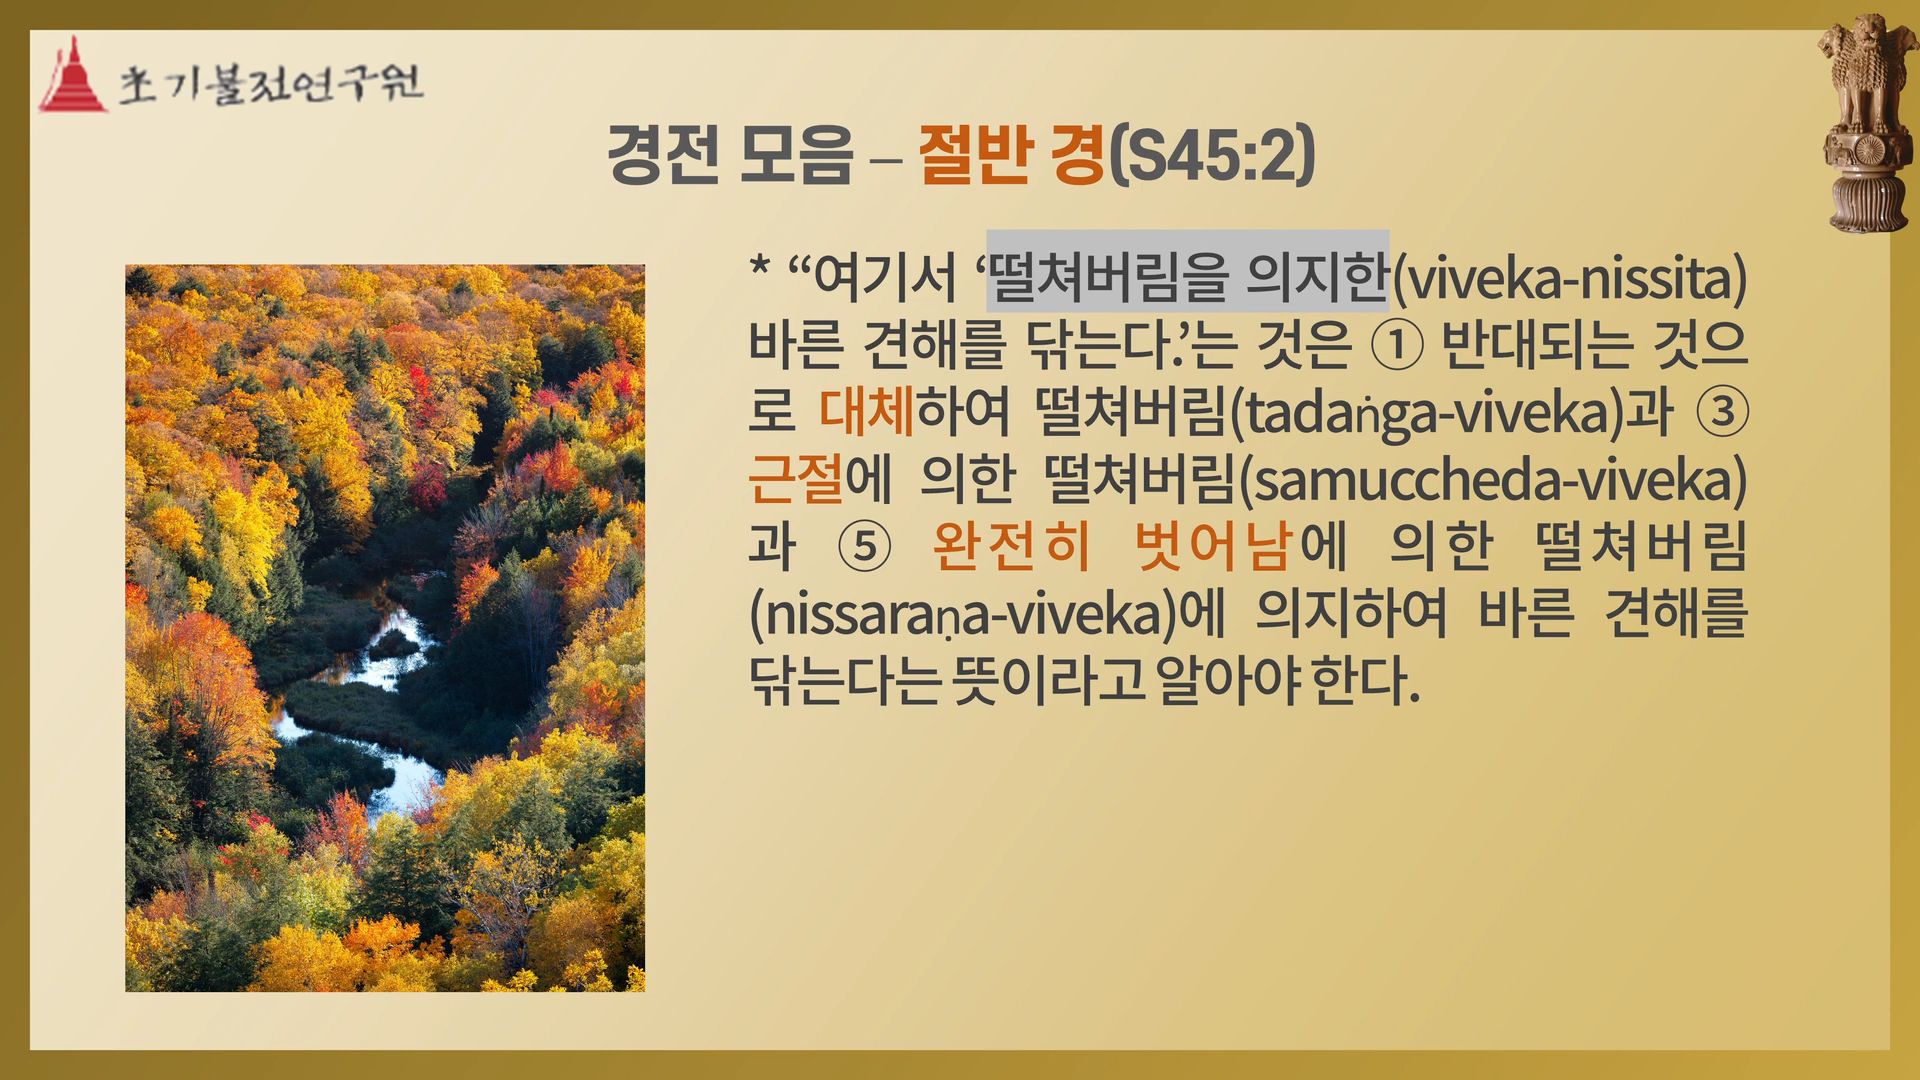 초기불전연구원
경전 모음 – 절반 경(S45:2)
* “여기서 ‘떨쳐버림을 의지한(viveka-nissita)
바른 견해를 닦는다.’는 것은 ① 반대되는 것으
로 대체하여 떨쳐버림(tadaṅga-viveka)과 ③
근절에 의한 떨쳐버림(samuccheda-viveka)
과 ⑤ 완전히 벗어남에 의한 떨쳐버림
(nissaraṇa-viveka)에 의지하여 바른 견해를
닦는다는 뜻이라고 알아야 한다.